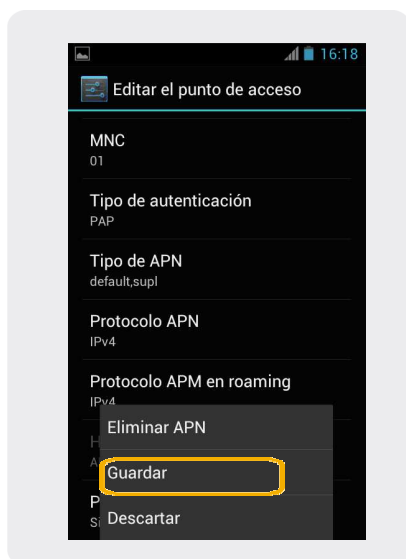 16:18
Editar el punto de acceso
MNC
01
Tipo de autenticación
PAP
Tipo de APN
default,supl
Protocolo APN
IPv4
Protocolo APM en roaming
IPv4
Eliminar APN
Guardar
Descartar